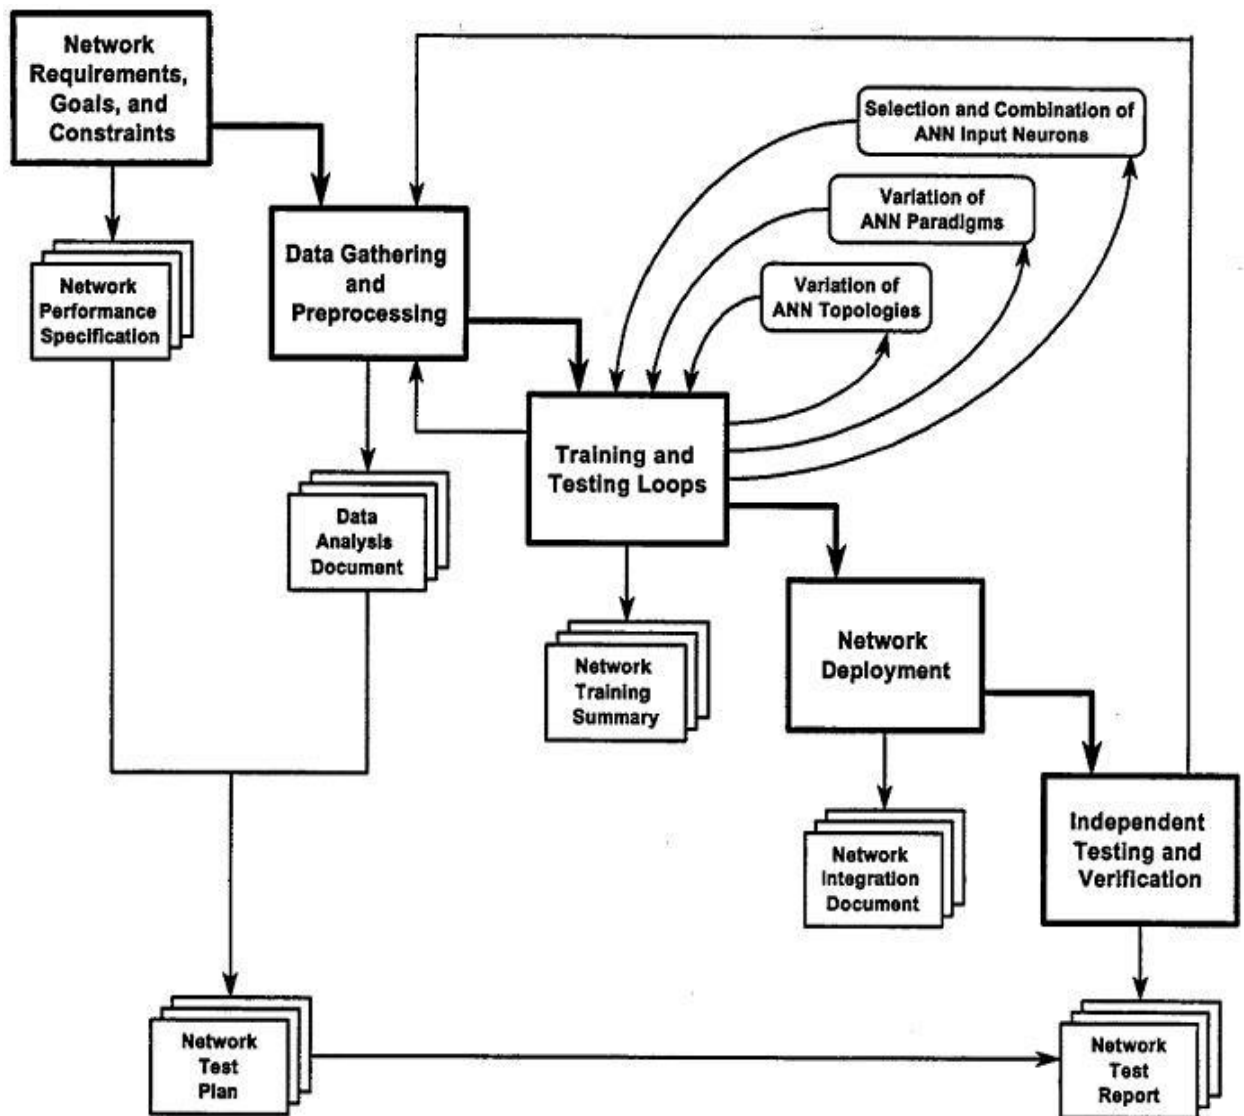 Network
Requirements,
Goals, and
Constraints
Selection and Combination of
ANN Input Neurons
Variation of
ANN Paradigms
Data Gathering
and
Preprocessing
Variation of
ANN Topologies
Network
Performance
Specification
Training and
Testing Loops
Data
Analysis
Document
Network
Training
Summary
Network
Deployment
Independent
Testing and
Verification
Network
Integration
Document
Network
Test
Plan
Network
Test
Report